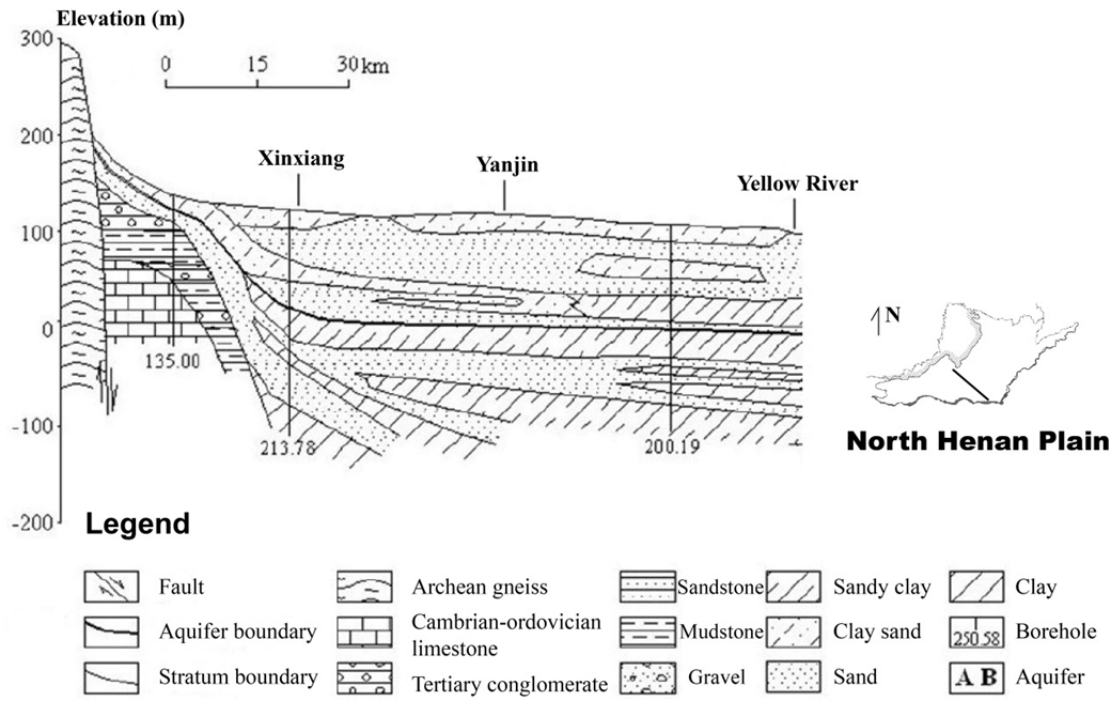 Elevation (m)
300
200
100
0
-100
-200
0 15 30 km
Xinxiang
Yanjin
Yellow River
135.00
213.78
200.19
N
North Henan Plain
Legend
Fault
Archean gneiss
Sandstone
Sandy clay
Clay
Aquifer boundary
Cambrian-ordovician
limestone
Mudstone
Clay sand
250 58
Borehole
Stratum boundary
Tertiary conglomerate
Gravel
Sand
A B
Aquifer